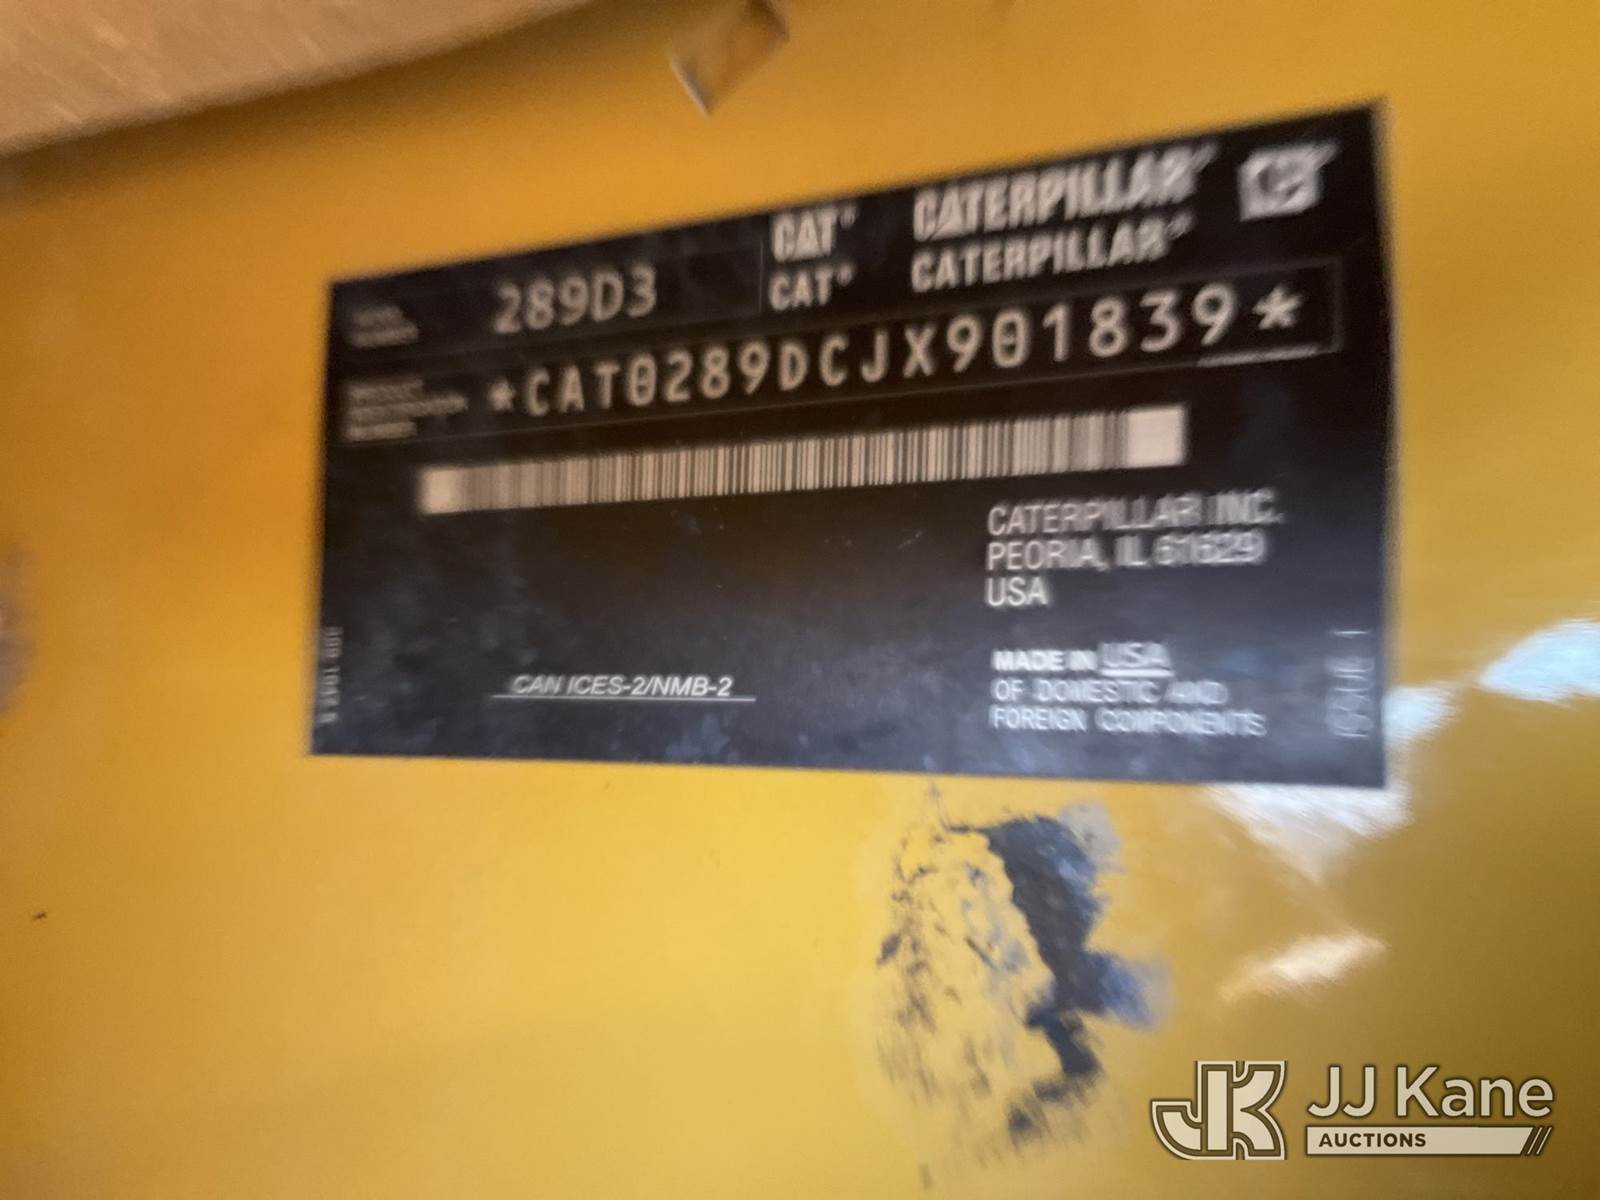 289D3
CAT® CATERPILLAR®
CAT® CATERPILLAR®
*CAT0289DCJX901839*
CATERPILLAR INC.
PEORIA, IL 61629
USA
CAN ICES-2/NMB-2
MADE IN USA
OF DOMESTIC AND
FOREIGN COMPONENTS
JJ Kane
AUCTIONS